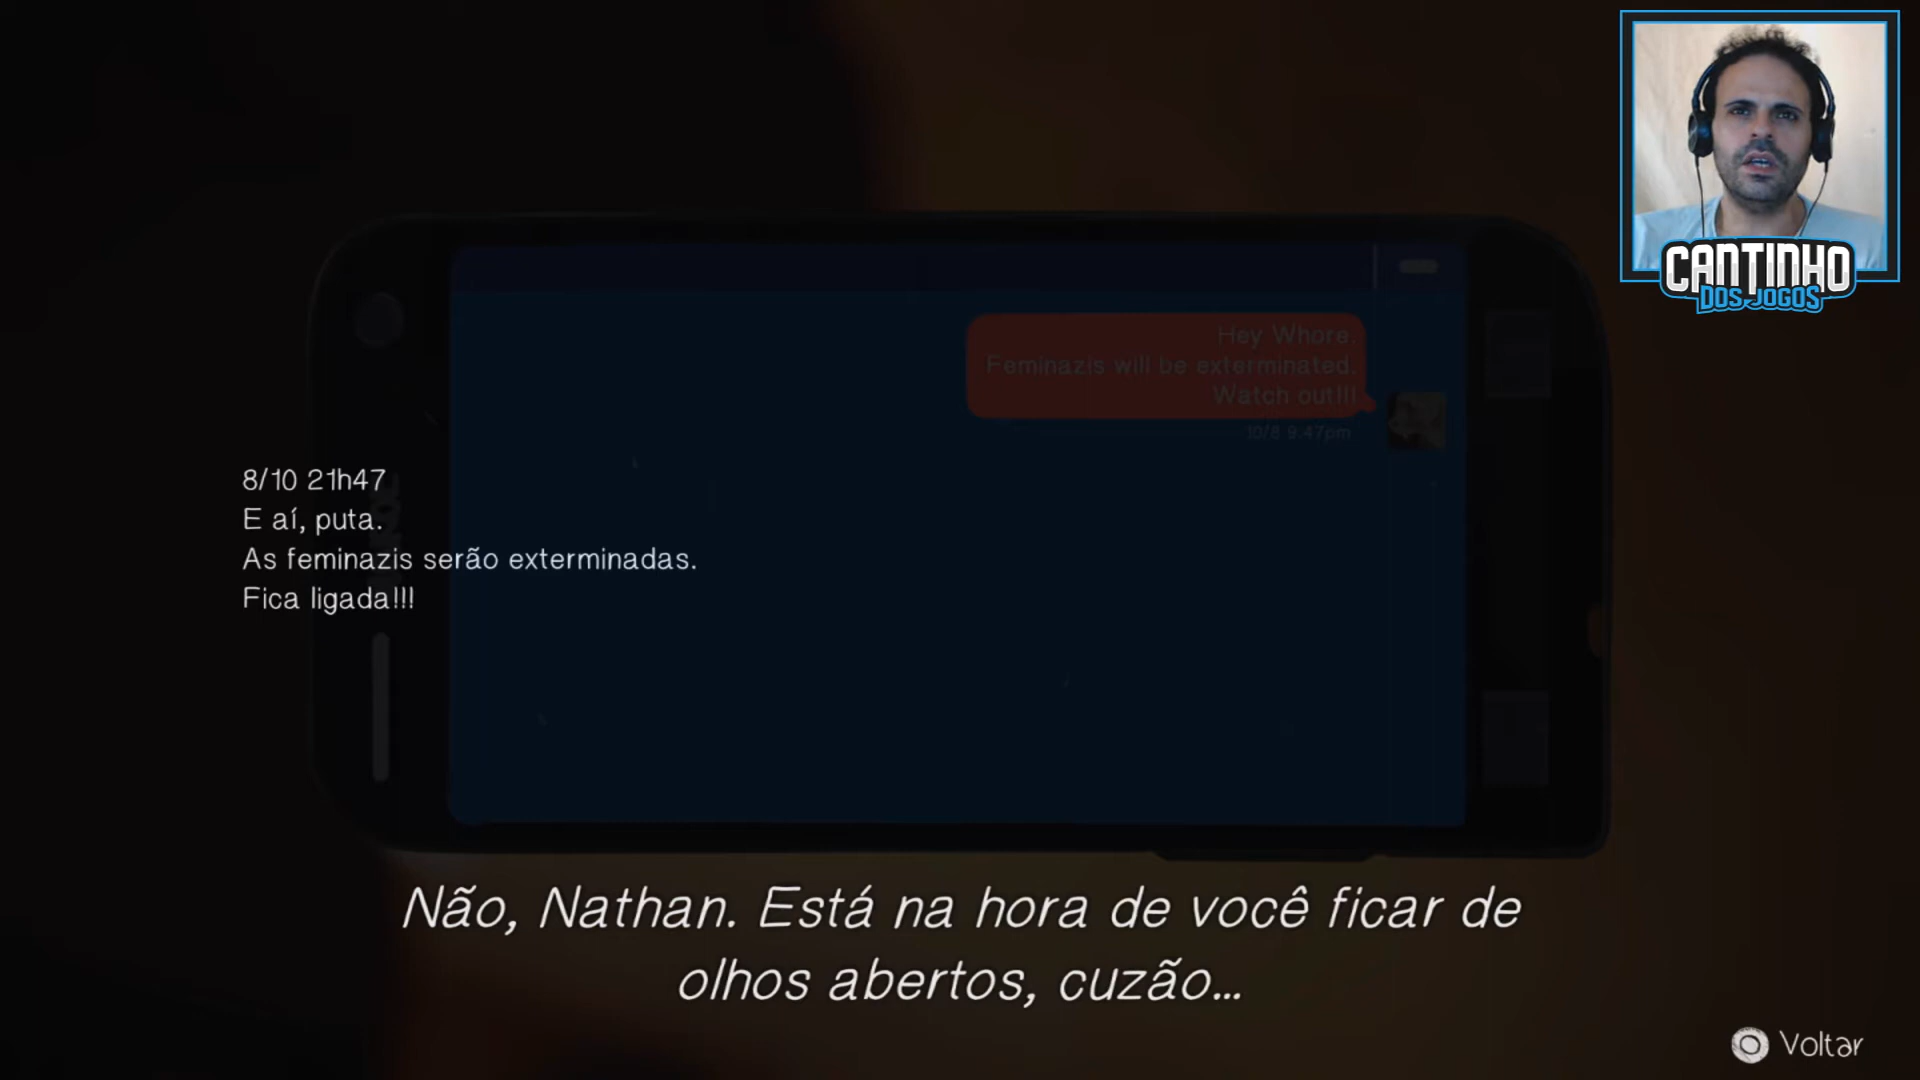 CANTINHO
DOS JOGOS
Hey Whore.
Feminazis will be exterminated.
Watch out!!!
10/8 9:47pm
8/10 21h47
E aí, puta.
As feminazis serão exterminadas.
Fica ligada!!!
Não, Nathan. Está na hora de você ficar de
olhos abertos, cuzão...
Voltar